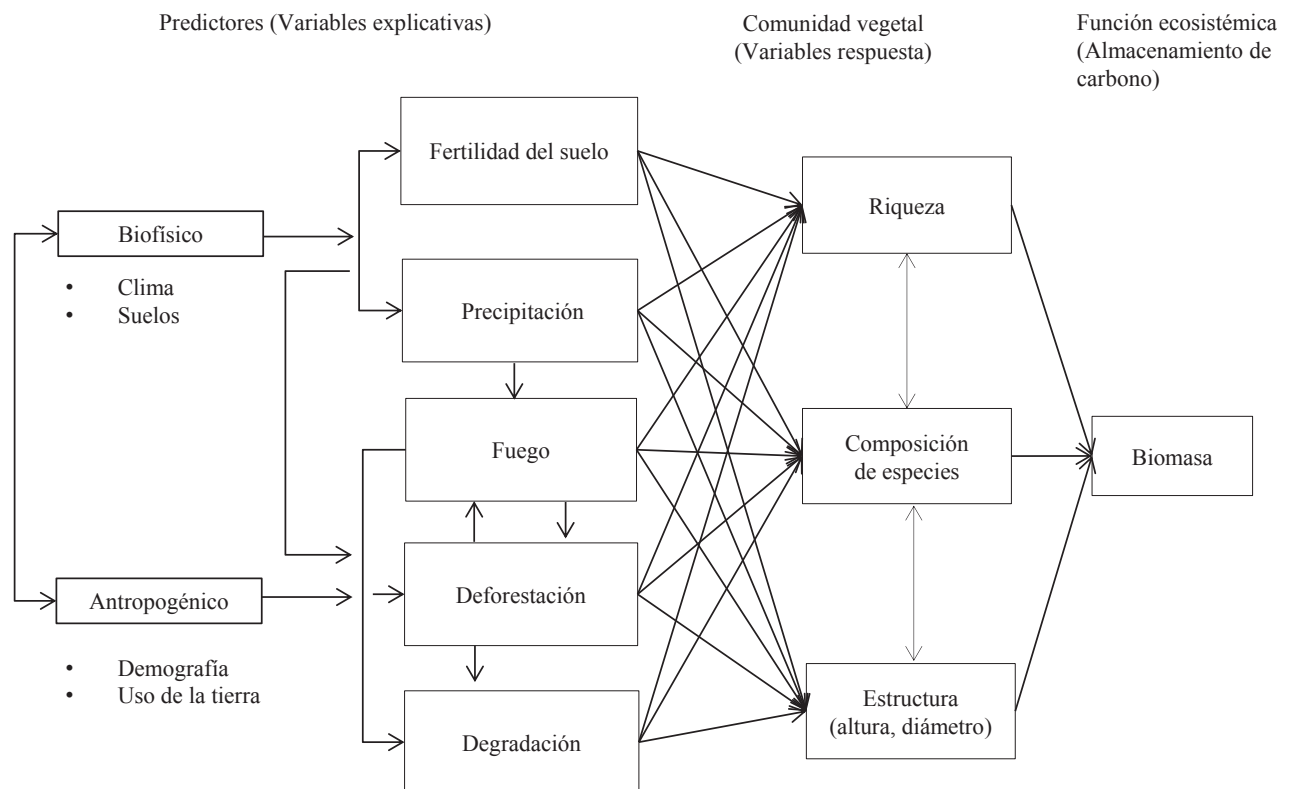 Predictores (Variables explicativas)
Comunidad vegetal
(Variables respuesta)
Función ecosistémica
(Almacenamiento de
carbono)
Biofísico
• Clima
• Suelos
Antropogénico
• Demografía
• Uso de la tierra
Fertilidad del suelo
Precipitación
Fuego
Deforestación
Degradación
Riqueza
Composición
de especies
Estructura
(altura, diámetro)
Biomasa